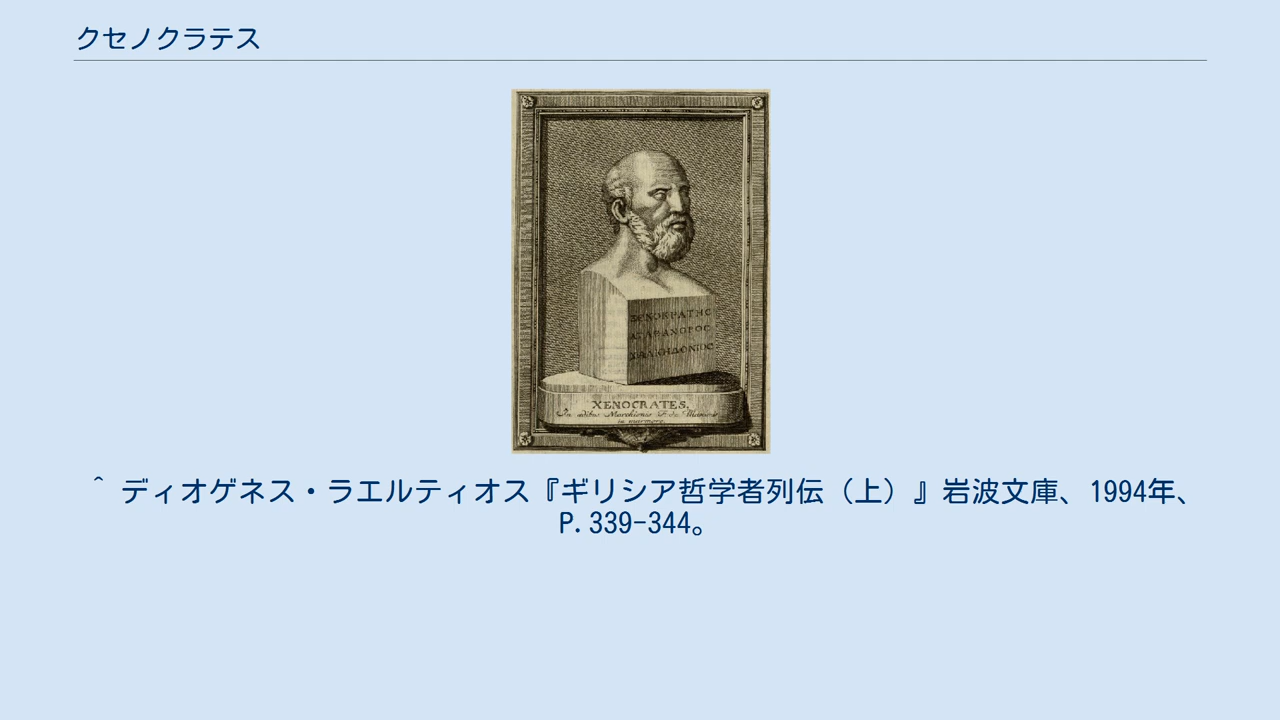 クセノクラテス
ΞΕΝΟΚΡΑΤΗΣ
XENOCRATES.
^ ディオゲネス・ラエルティオス『ギリシア哲学者列伝（上）』岩波文庫、1994年、
P.339-344。